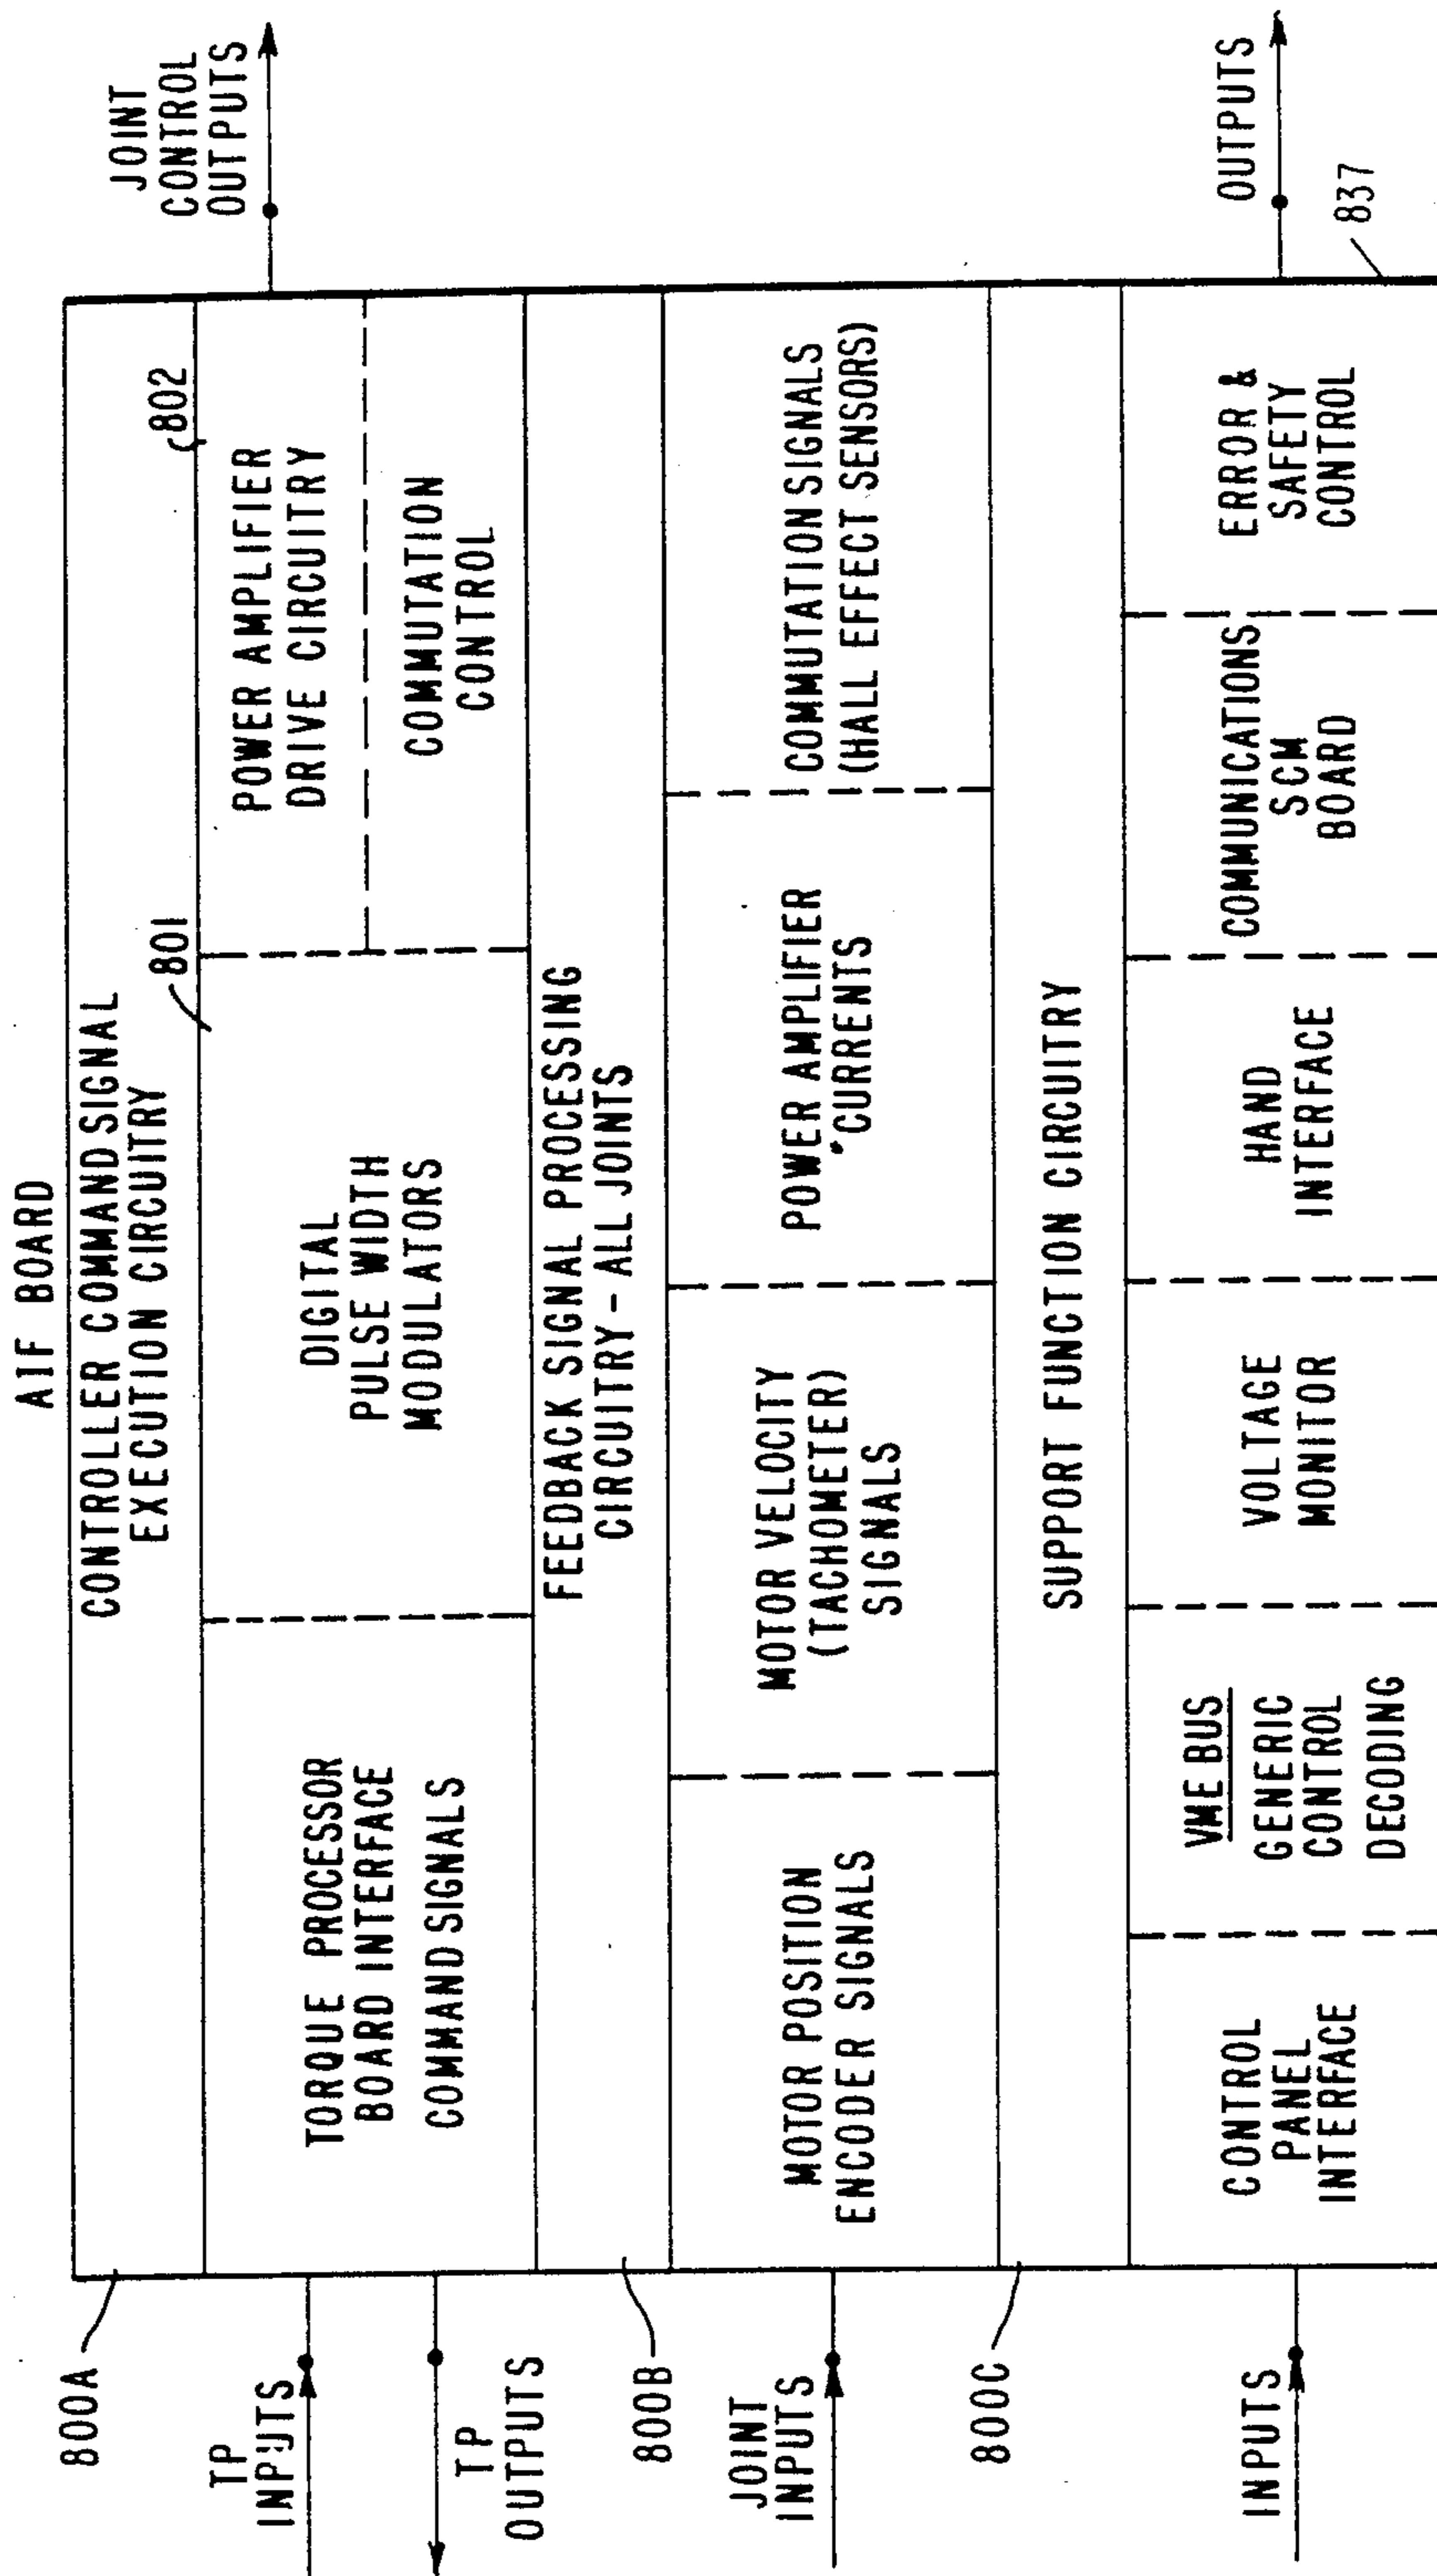 AIF BOARD
800A
CONTROLLER COMMAND SIGNAL
EXECUTION CIRCUITRY
801
802
TP
INPUTS
TP
OUTPUTS
TORQUE PROCESSOR
BOARD INTERFACE
COMMAND SIGNALS
DIGITAL
PULSE WIDTH
MODULATORS
POWER AMPLIFIER
DRIVE CIRCUITRY
COMMUTATION
CONTROL
JOINT
CONTROL
OUTPUTS
800B
FEEDBACK SIGNAL PROCESSING
CIRCUITRY - ALL JOINTS
JOINT
INPUTS
MOTOR POSITION
ENCODER SIGNALS
MOTOR VELOCITY
(TACHOMETER)
SIGNALS
POWER AMPLIFIER
CURRENTS
COMMUTATION SIGNALS
(HALL EFFECT SENSORS)
800C
SUPPORT FUNCTION CIRCUITRY
INPUTS
CONTROL
PANEL
INTERFACE
VME BUS
GENERIC
CONTROL
DECODING
VOLTAGE
MONITOR
HAND
INTERFACE
COMMUNICATIONS
SCM
BOARD
ERROR &
SAFETY
CONTROL
OUTPUTS
837